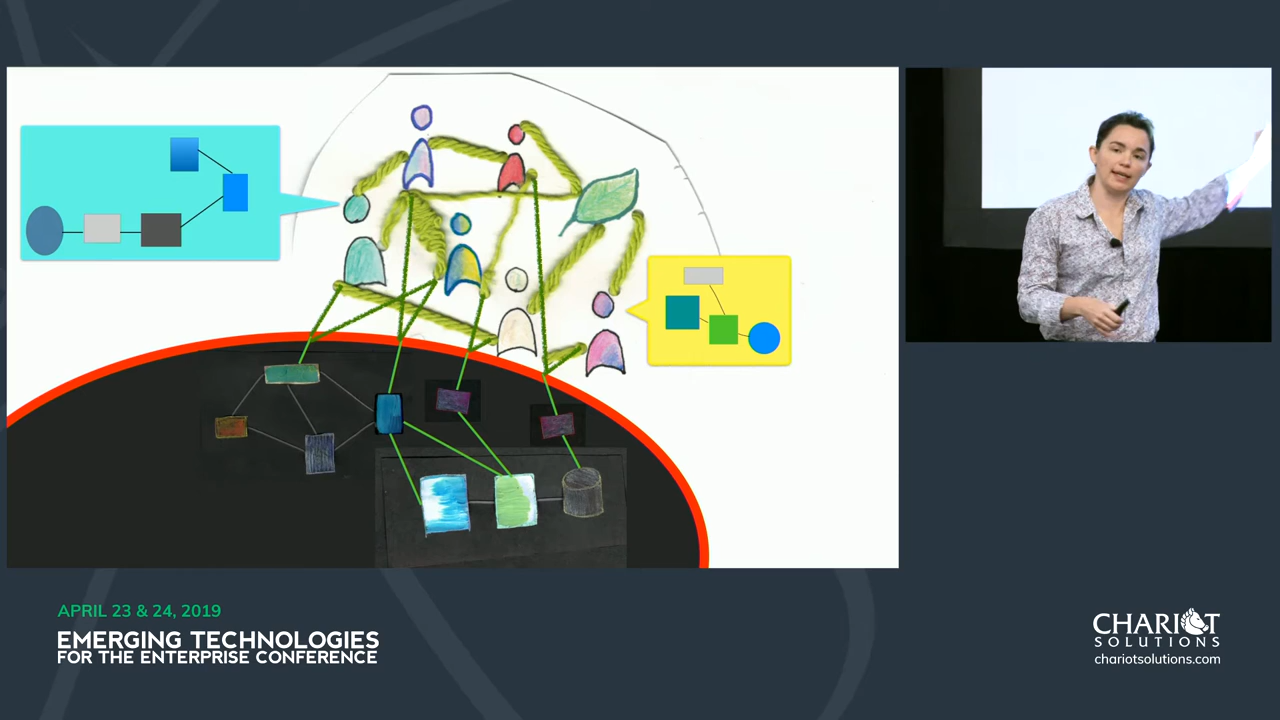 APRIL 23 & 24, 2019
EMERGING TECHNOLOGIES
FOR THE ENTERPRISE CONFERENCE
CHARIOT
SOLUTIONS
chariotsolutions.com